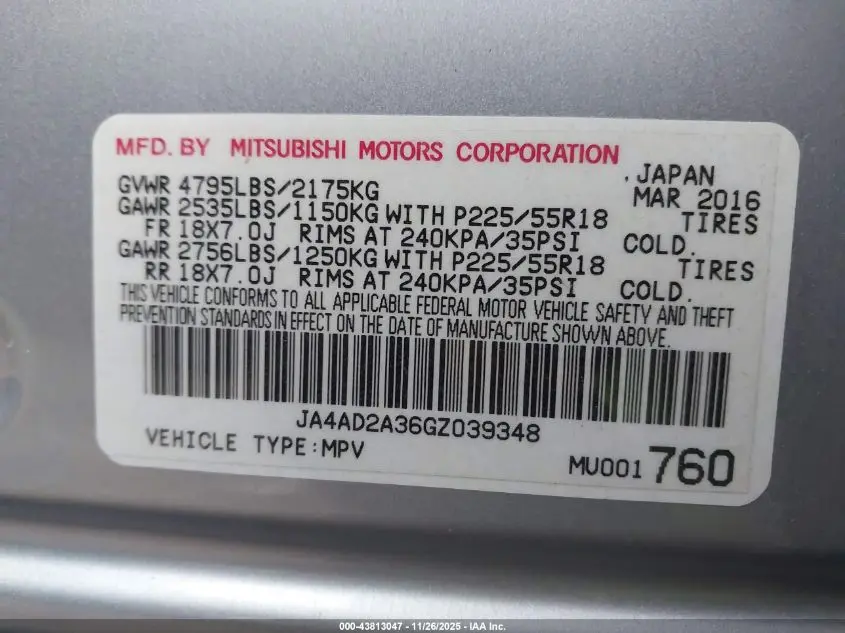 MFD. BY MITSUBISHI MOTORS CORPORATION
.JAPAN
GVWR 4795LBS/2175KG MAR 2016
GAWR 2535LBS/1150KG WITH P225/55R18 TIRES
FR 18X7.0J RIMS AT 240KPA/35PSI COLD.
GAWR 2756LBS/1250KG WITH P225/55R18 TIRES
RR 18X7.0J RIMS AT 240KPA/35PSI COLD.
THIS VEHICLE CONFORMS TO ALL APPLICABLE FEDERAL MOTOR VEHICLE SAFETY AND THEFT
PREVENTION STANDARDS IN EFFECT ON THE DATE OF MANUFACTURE SHOWN ABOVE.
JA4AD2A36GZ039348
VEHICLE TYPE:MPV MU001 760
000-43813047 - 11/26/2025 - IAA Inc.